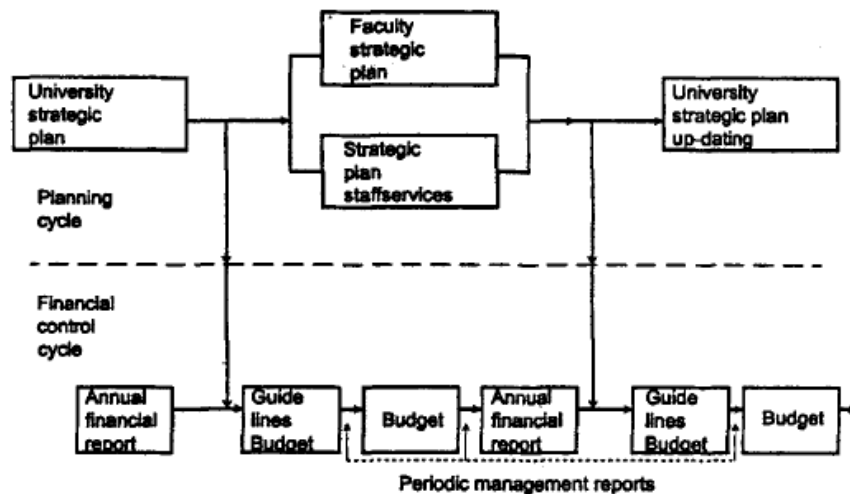 Faculty
strategic
plan
University
strategic
plan
University
strategic plan
up-dating
Strategic
plan
staffservices
Planning
cycle
Financial
control
cycle
Annual
financial
report
Guide
lines
Budget
Budget
Annual
financial
report
Guide
lines
Budget
Budget
Periodic management reports